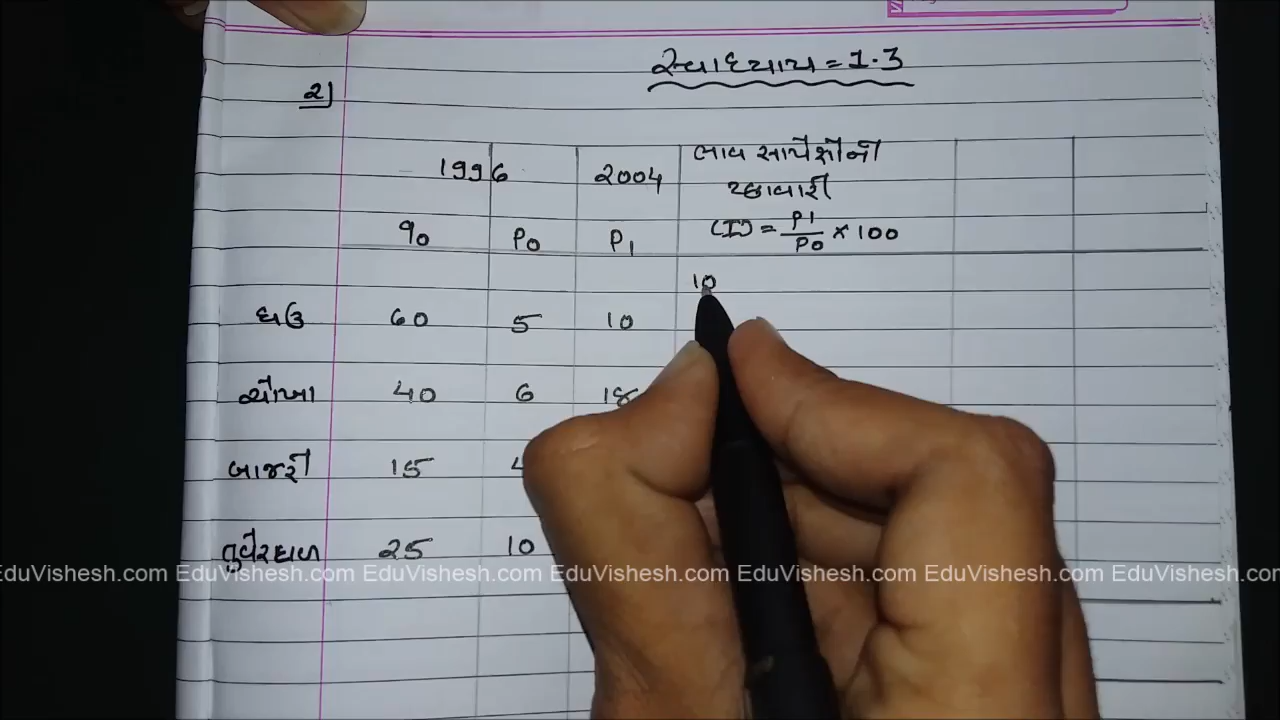 સ્વાધ્યાય = 1.3
2)
1996 2004 ભાવ સાપેક્ષોની
ટકાવારી
q0 P0 P1 (I) = P1/P0 × 100
10
ઘઉં 60 5 10
ચોખા 40 6 18
બાજરી 15 4
તુવેરદાળ 25 10
EduVishesh.com EduVishesh.com EduVishesh.com EduVishesh.com EduVishesh.com EduVishesh.com EduVishesh.com